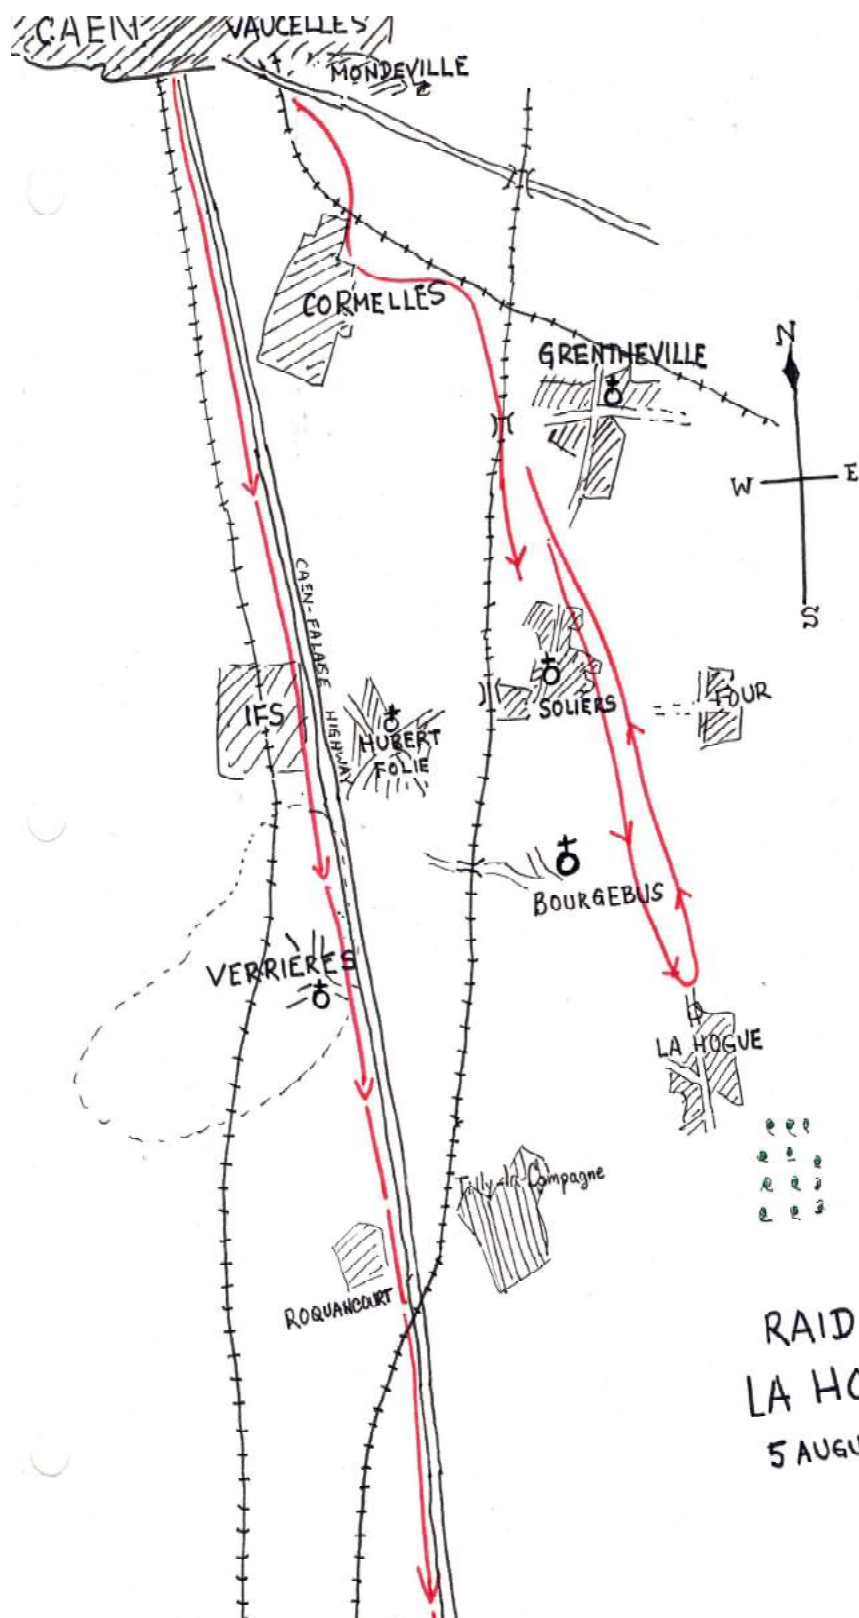 CAEN
VAUCELLES
MONDEVILLE
CORMELLES
GRENTHEVILLE
N
W
E
S
CAEN-FALAISE HIGHWAY
IFS
HUBERT
FOLIE
SOLIERS
FOUR
BOURGEBUS
VERRIERES
LA HOGUE
Tilly-la-Compagne
ROQUANCOURT
RAID
LA HO
5 AUGU